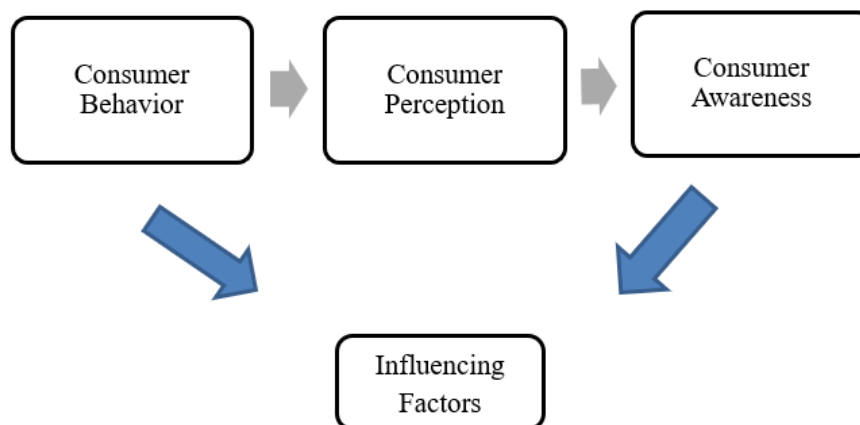 Consumer
Behavior
Consumer
Perception
Consumer
Awareness
Influencing
Factors